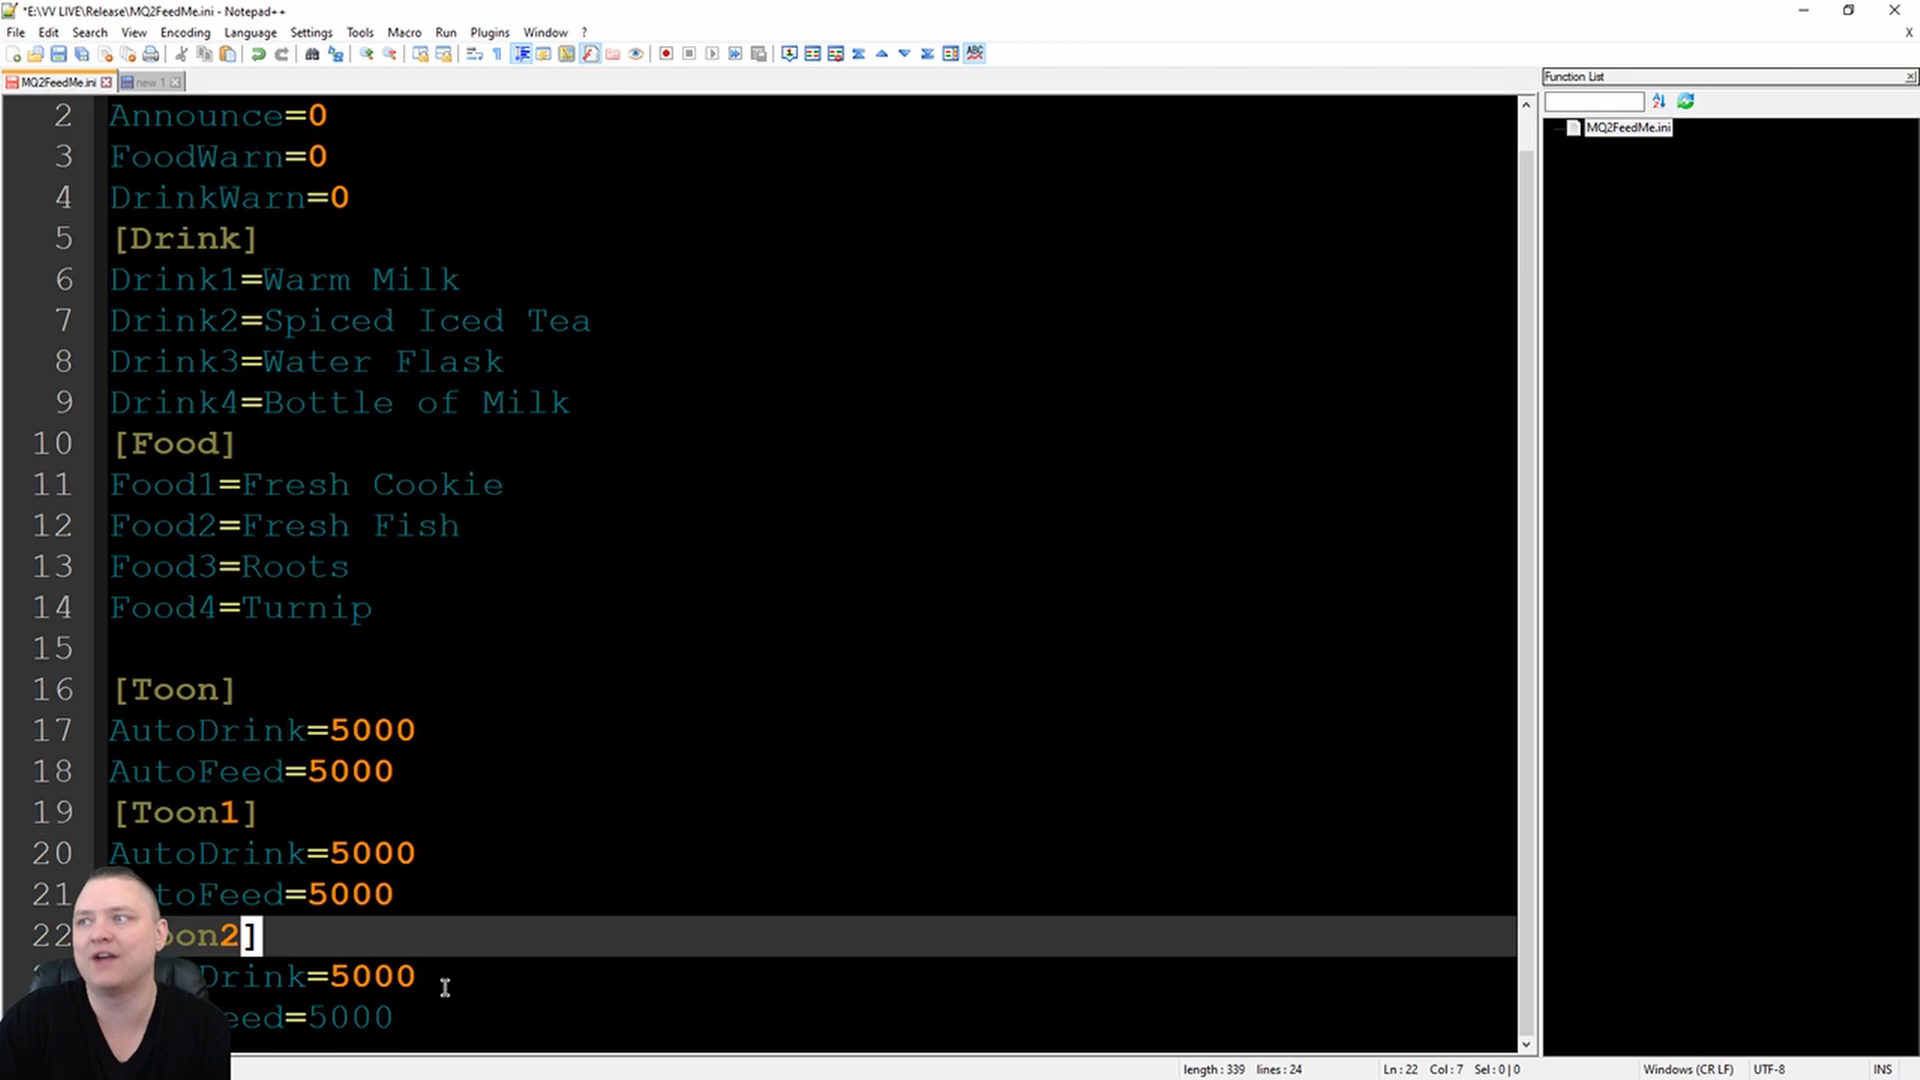 *E:\VV LIVE\Release\MQ2FeedMe.ini - Notepad++
File Edit Search View Encoding Language Settings Tools Macro Run Plugins Window ? X
MQ2FeedMe.ini new 1
Function List
MQ2FeedMe.ini
2 Announce=0
3 FoodWarn=0
4 DrinkWarn=0
5 [Drink]
6 Drink1=Warm Milk
7 Drink2=Spiced Iced Tea
8 Drink3=Water Flask
9 Drink4=Bottle of Milk
10 [Food]
11 Food1=Fresh Cookie
12 Food2=Fresh Fish
13 Food3=Roots
14 Food4=Turnip
15
16 [Toon]
17 AutoDrink=5000
18 AutoFeed=5000
19 [Toon1]
20 AutoDrink=5000
21 toFeed=5000
22 oon2]
Drink=5000
eed=5000
length : 339 lines : 24 Ln : 22 Col : 7 Sel : 0 | 0 Windows (CR LF) UTF-8 INS